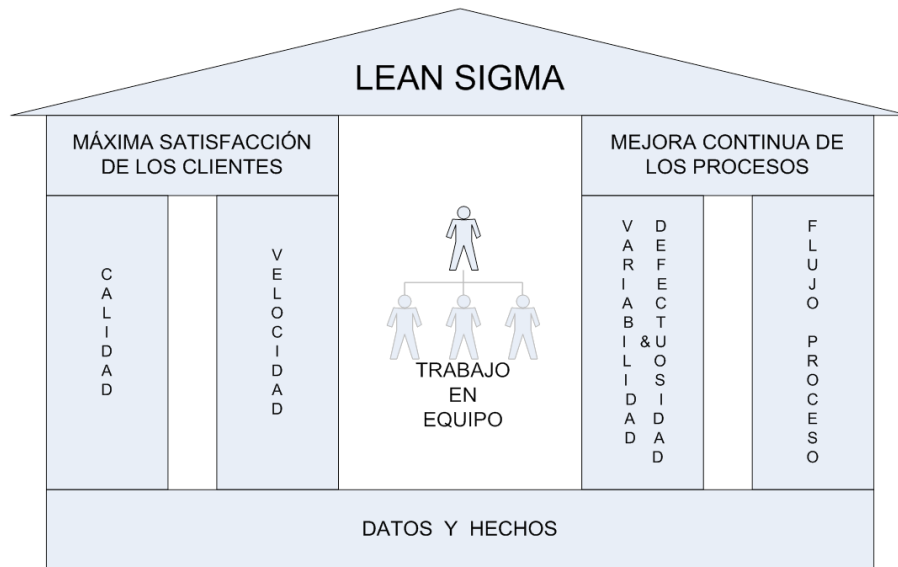 LEAN SIGMA
MÁXIMA SATISFACCIÓN
DE LOS CLIENTES
MEJORA CONTINUA DE
LOS PROCESOS
CALIDAD
VELOCIDAD
TRABAJO
EN
EQUIPO
VARIABILIDAD
&
DEFECTUOSIDAD
FLUJO PROCESO
DATOS Y HECHOS